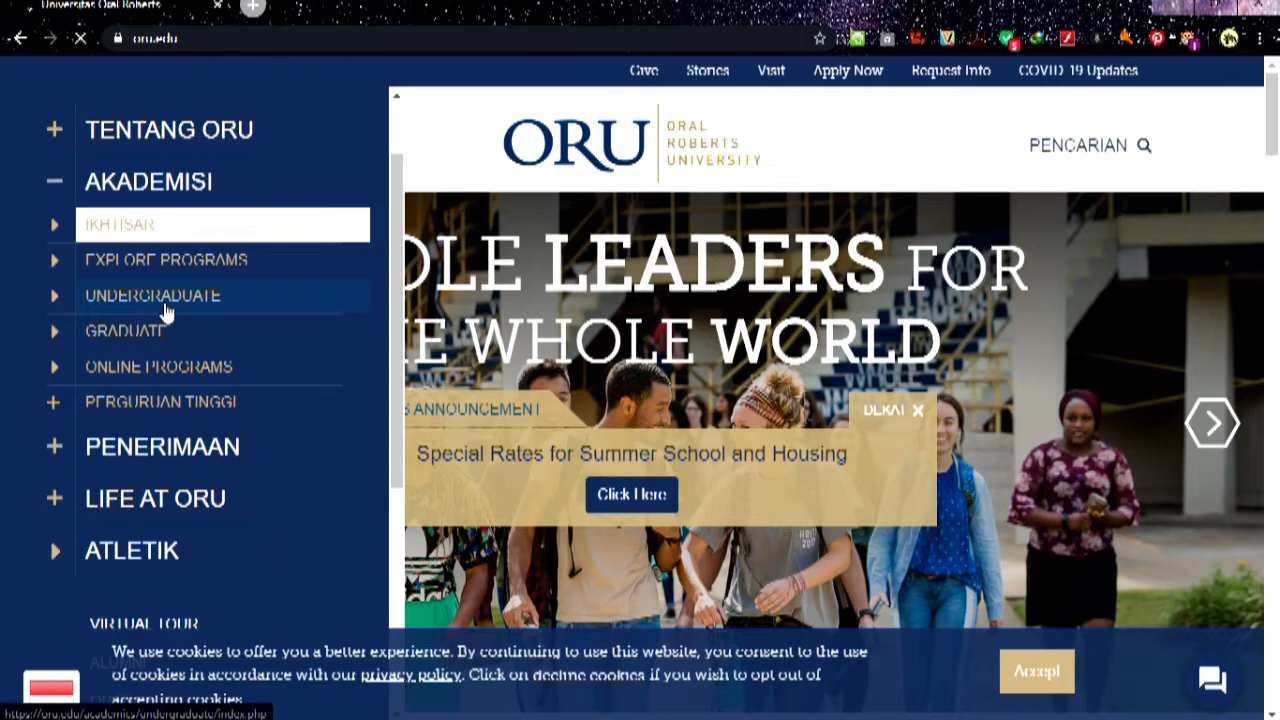 Universitas Oral Roberts
oru.edu
Give Stories Visit Apply Now Request Info COVID-19 Updates
TENTANG ORU
AKADEMISI
IKHTISAR
EXPLORE PROGRAMS
UNDERGRADUATE
GRADUATE
ONLINE PROGRAMS
PERGURUAN TINGGI
PENERIMAAN
LIFE AT ORU
ATLETIK
VIRTUAL TOUR
ALUMNI
ORU
ORAL
ROBERTS
UNIVERSITY
PENCARIAN
OLE LEADERS FOR
HE WHOLE WORLD
S ANNOUNCEMENT
DEKAT
Special Rates for Summer School and Housing
Click Here
We use cookies to offer you a better experience. By continuing to use this website, you consent to the use
of cookies in accordance with our privacy policy. Click on decline cookies if you wish to opt out of
accepting cookies.
Accept
https://oru.edu/academics/undergraduate/index.php